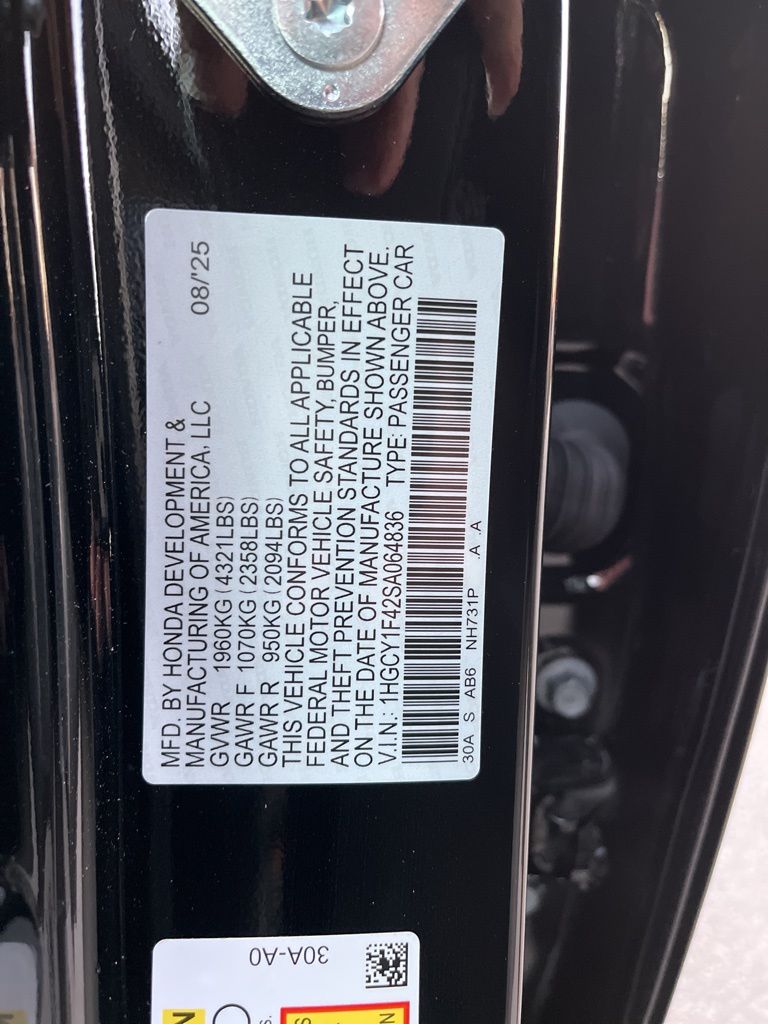 MFD. BY HONDA DEVELOPMENT &
MANUFACTURING OF AMERICA, LLC 08/'25
GVWR 1960KG(4321LBS)
GAWR F 1070KG(2358LBS)
GAWR R 950KG(2094LBS)
THIS VEHICLE CONFORMS TO ALL APPLICABLE
FEDERAL MOTOR VEHICLE SAFETY, BUMPER,
AND THEFT PREVENTION STANDARDS IN EFFECT
ON THE DATE OF MANUFACTURE SHOWN ABOVE.
V.I.N.: 1HGCY1F42SA064836 TYPE: PASSENGER CAR
30A S AB6 NH731P .A .A
30A-A0